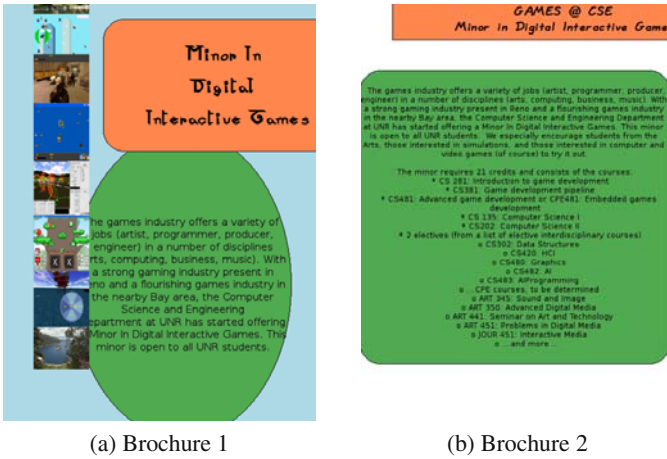 Minor In
Digital
Interactive Games
he games industry offers a variety of
jobs (artist, programmer, producer,
engineer) in a number of disciplines
rts, computing, business, music). With
a strong gaming industry present in
eno and a flourishing games industry in
the nearby Bay area, the Computer
Science and Engineering
epartment at UNR has started offering
Minor In Digital Interactive Games. This
minor is open to all UNR students.
(a) Brochure 1
GAMES @ CSE
Minor in Digital Interactive Game
The games industry offers a variety of jobs (artist, programmer, producer,
engineer) in a number of disciplines (arts, computing, business, music). With
a strong gaming industry present in Reno and a flourishing games industry
in the nearby Bay area, the Computer Science and Engineering Department
at UNR has started offering a Minor In Digital Interactive Games. This minor
is open to all UNR students. We especially encourage students from the
Arts, those interested in simulations, and those interested in computer and
video games (of course) to try it out.
The minor requires 21 credits and consists of the courses.
* CS 281: Introduction to game development
* CS381: Game development pipeline
* CS481: Advanced game development or CPE481: Embedded games
development
* CS 135: Computer Science I
* CS202: Computer Science II
* 2 electives (from a list of elective interdisciplinary courses)
o CS302: Data Structures
o CS420: HCI
o CS480: Graphics
o CS482: AI
o CS483: AIProgramming
o ... CPE courses, to be determined
o ART 245: Sound and Image
o ART 350: Advanced Digital Media
o ART 441: Seminar on Art and Technology
o ART 451: Problems in Digital Media
o JOUR 451: Interactive Media
o ... and more ...
(b) Brochure 2